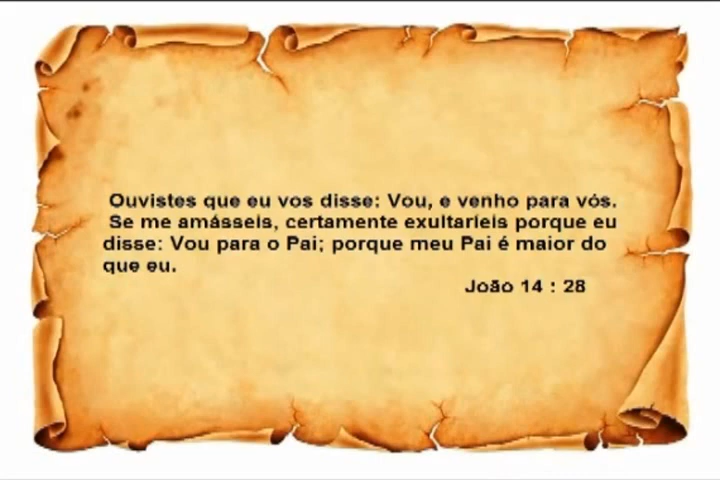 Ouvistes que eu vos disse: Vou, e venho para vós.
Se me amásseis, certamente exultaríeis porque eu
disse: Vou para o Pai; porque meu Pai é maior do
que eu.
João 14 : 28